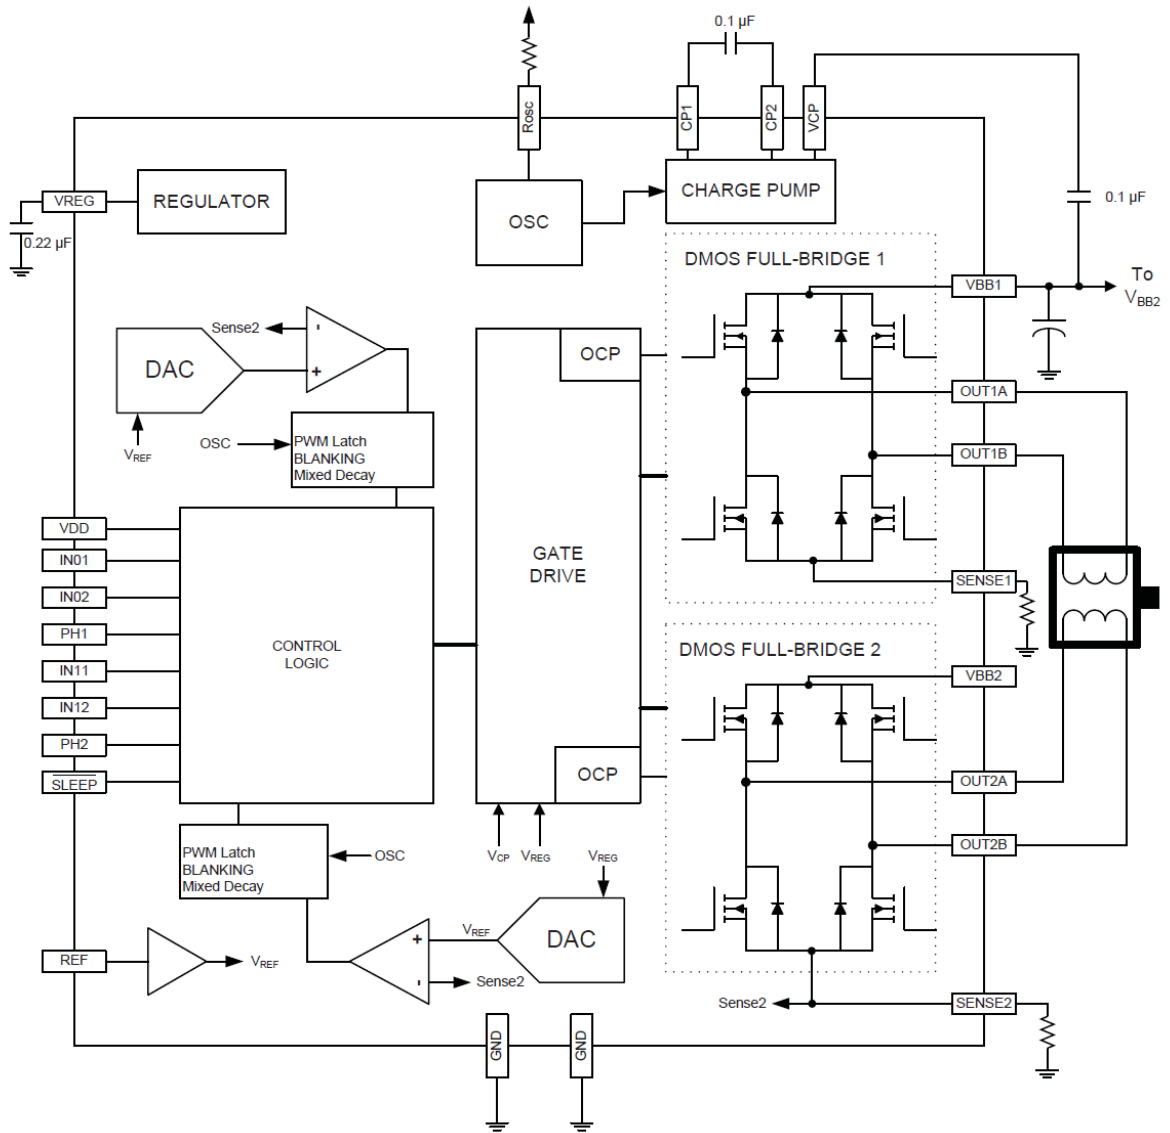 0.1 µF
Rosc
CP1
CP2
VCP
VREG
REGULATOR
OSC
CHARGE PUMP
0.1 µF
0.22 µF
DMOS FULL-BRIDGE 1
VBB1
To
VBB2
Sense2
-
+
DAC
VREF
OSC
PWM Latch
BLANKING
Mixed Decay
OCP
OUT1A
OUT1B
VDD
IN01
IN02
PH1
IN11
IN12
PH2
SLEEP
CONTROL
LOGIC
GATE
DRIVE
SENSE1
DMOS FULL-BRIDGE 2
VBB2
OCP
OUT2A
OUT2B
PWM Latch
BLANKING
Mixed Decay
OSC
VCP
VREG
VREG
REF
VREF
+
-
VREF
DAC
Sense2
Sense2
SENSE2
GND
GND